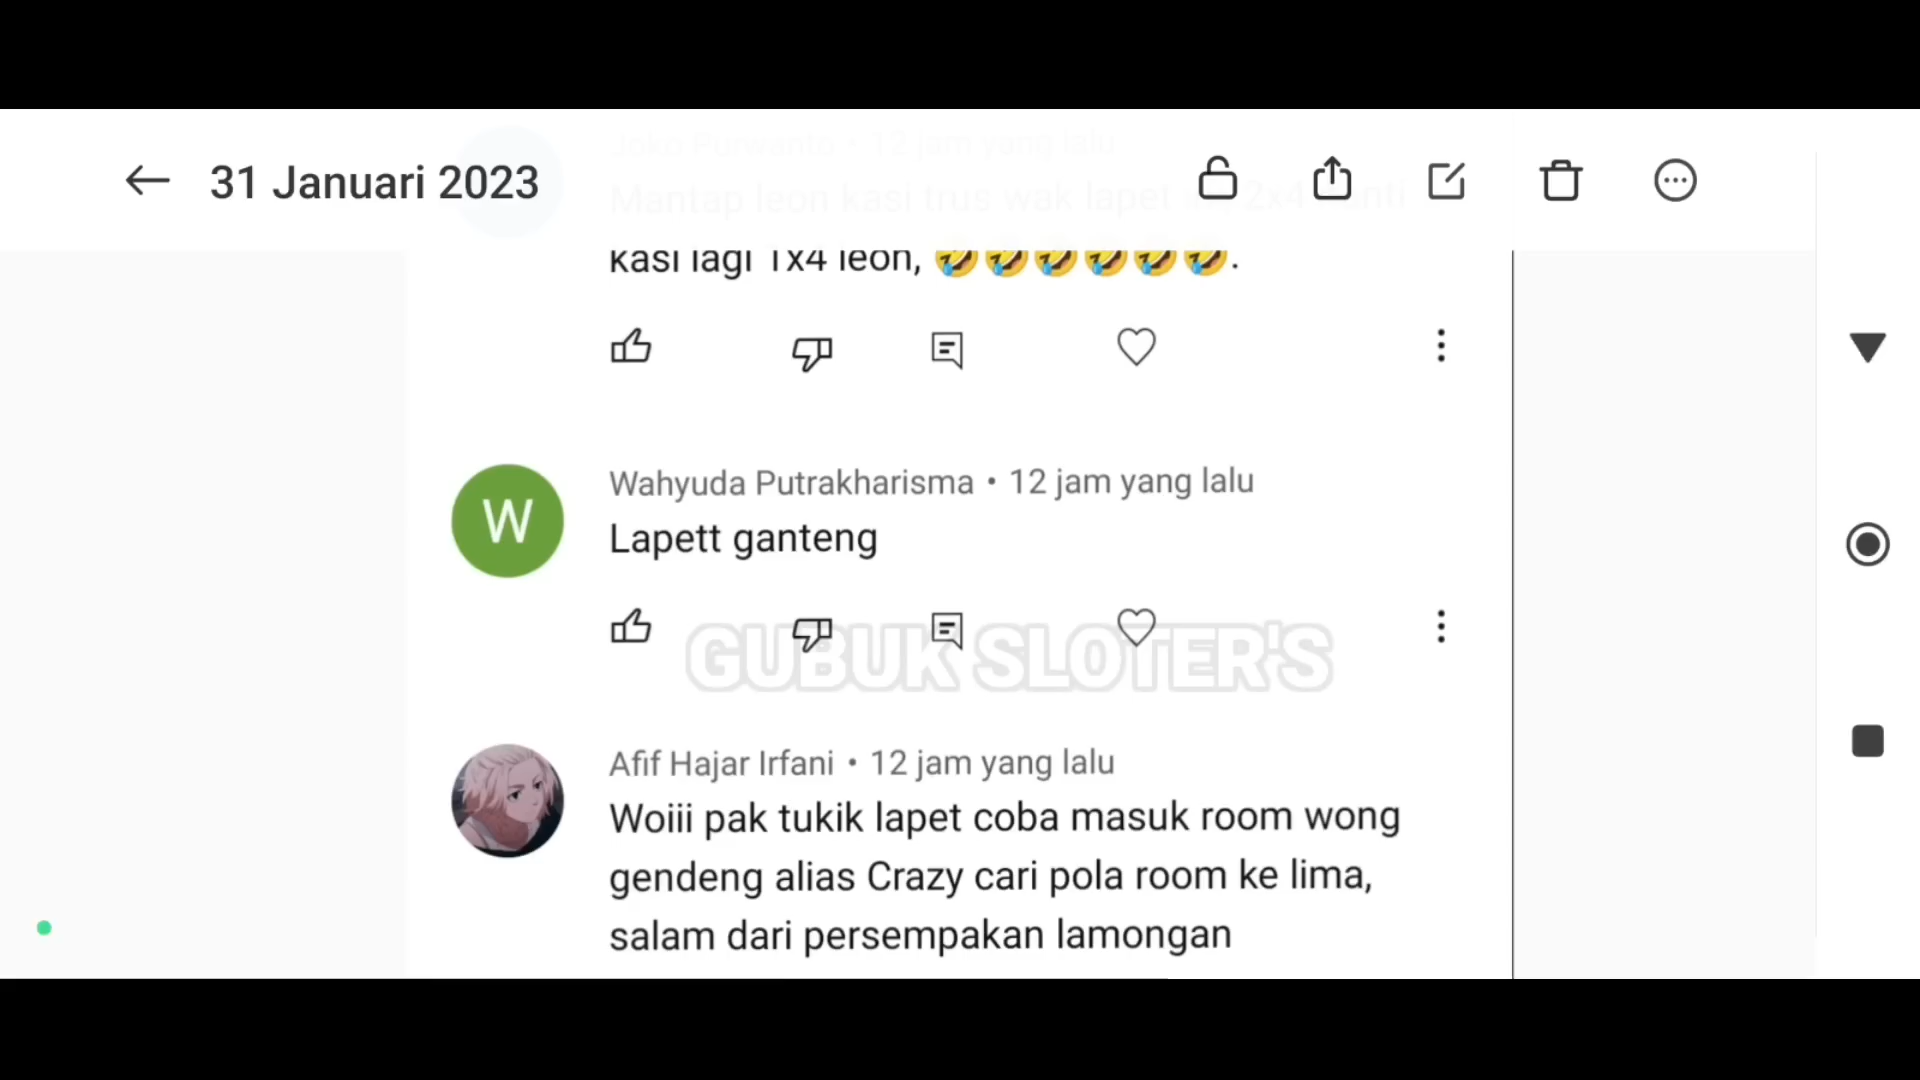 31 Januari 2023
Joko Purwanto • 12 jam yang lalu
Mantap leon kasi trus wak lapet 2x4
kasi lagi 1x4 leon, 🤣🤣🤣🤣🤣🤣.
W
Wahyuda Putrakharisma • 12 jam yang lalu
Lapett ganteng
GUBUK SLOTER'S
Afif Hajar Irfani • 12 jam yang lalu
Woiii pak tukik lapet coba masuk room wong
gendeng alias Crazy cari pola room ke lima,
salam dari persempakan lamongan